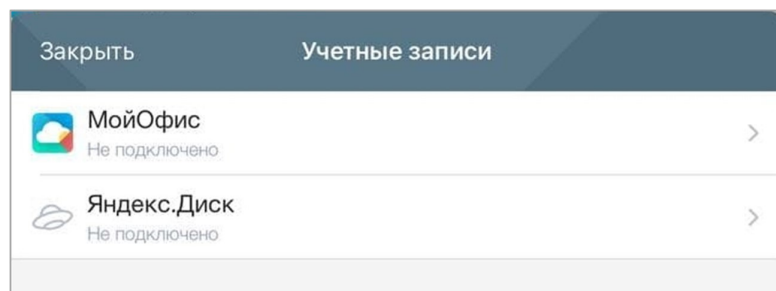 Закрыть Учетные записи
МойОфис
Не подключено
Яндекс.Диск
Не подключено